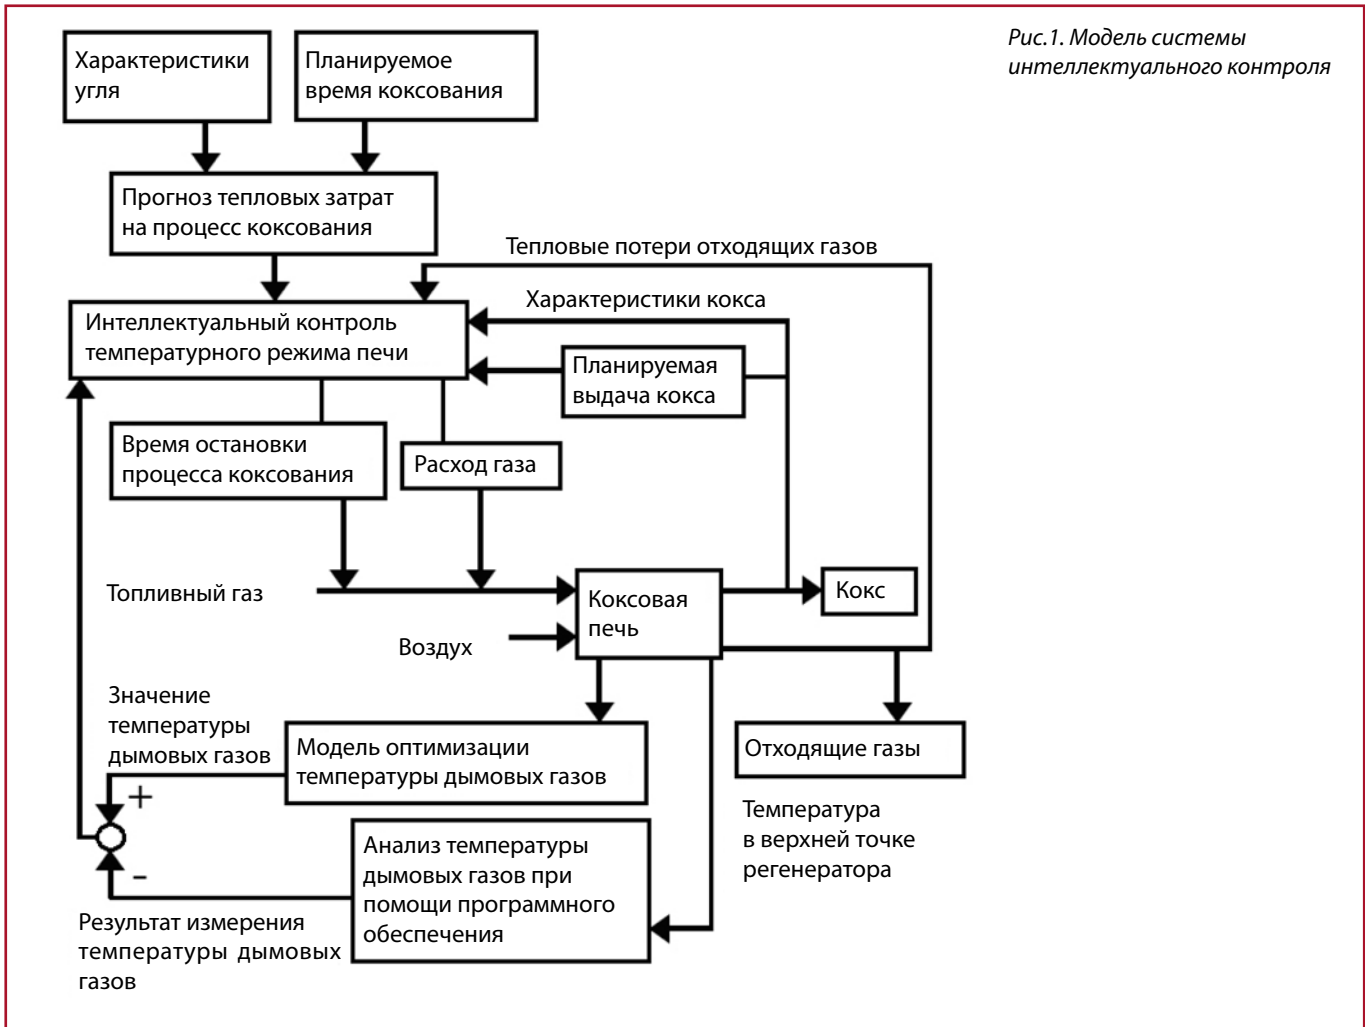 Рис.1. Модель системы
интеллектуального контроля
Характеристики
угля
Планируемое
время коксования
Прогноз тепловых затрат
на процесс коксования
Тепловые потери отходящих газов
Характеристики кокса
Интеллектуальный контроль
температурного режима печи
Планируемая
выдача кокса
Время остановки
процесса коксования
Расход газа
Топливный газ
Коксовая
печь
Кокс
Воздух
Значение
температуры
дымовых газов
Модель оптимизации
температуры дымовых газов
Отходящие газы
+
Температура
в верхней точке
регенератора
Анализ температуры
дымовых газов при
помощи программного
обеспечения
-
Результат измерения
температуры дымовых
газов